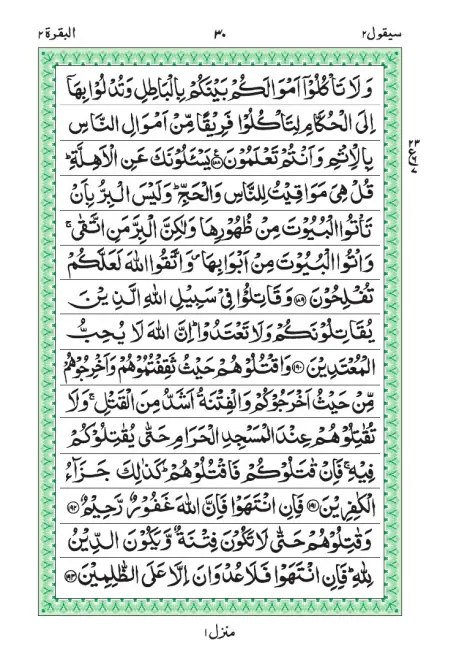 سيقول ٢ ٣٠ البقرة ٢
وَلَا تَأۡكُلُوۡٓا اَمۡوَالَكُمۡ بَيۡنَكُمۡ بِالۡبَاطِلِ وَتُدۡلُوۡا بِهَآ
اِلَى الۡحُكَّامِ لِتَاۡکُلُوۡا فَرِيۡقًا مِّنۡ اَمۡوَالِ النَّاسِ
بِالۡاِثۡمِ وَاَنۡتُمۡ تَعۡلَمُوۡنَ ﴿١٨٨﴾ يَسۡـَٔلُوۡنَكَ عَنِ الۡاَهِلَّةِ ؕ
قُلۡ هِىَ مَوَاقِيۡتُ لِلنَّاسِ وَالۡحَجِّ ؕ وَلَيۡسَ الۡبِرُّ بِاَنۡ
تَاۡتُوا الۡبُيُوۡتَ مِنۡ ظُهُوۡرِهَا وَلٰكِنَّ الۡبِرَّ مَنِ اتَّقٰى ۚ
وَاۡتُوا الۡبُيُوۡتَ مِنۡ اَبۡوَابِهَا ۪ وَاتَّقُوا اللّٰهَ لَعَلَّکُمۡ
تُفۡلِحُوۡنَ ﴿١٨٩﴾ وَقَاتِلُوۡا فِىۡ سَبِيۡلِ اللّٰهِ الَّذِيۡنَ
يُقَاتِلُوۡنَكُمۡ وَلَا تَعۡتَدُوۡا ؕ اِنَّ اللّٰهَ لَا يُحِبُّ
الۡمُعۡتَدِيۡنَ ﴿١٩٠﴾ وَاقۡتُلُوۡهُمۡ حَيۡثُ ثَقِفۡتُمُوۡهُمۡ وَاَخۡرِجُوۡهُمۡ
مِّنۡ حَيۡثُ اَخۡرَجُوۡكُمۡ وَالۡفِتۡنَةُ اَشَدُّ مِنَ الۡقَتۡلِ ۚ وَلَا
تُقٰتِلُوۡهُمۡ عِنۡدَ الۡمَسۡجِدِ الۡحَـرَامِ حَتّٰى يُقٰتِلُوۡكُمۡ
فِيۡهِ ۚ فَاِنۡ قٰتَلُوۡكُمۡ فَاقۡتُلُوۡهُمۡ ؕ كَذٰلِكَ جَزَآءُ
الۡكٰفِرِيۡنَ ﴿١٩١﴾ فَاِنِ انۡتَهَوۡا فَاِنَّ اللّٰهَ غَفُوۡرٌ رَّحِيۡمٌ ﴿١٩٢﴾
وَقٰتِلُوۡهُمۡ حَتّٰى لَا تَكُوۡنَ فِتۡنَةٌ وَّيَكُوۡنَ الدِّيۡنُ
لِلّٰهِ ؕ فَاِنِ انۡتَهَوۡا فَلَا عُدۡوَانَ اِلَّا عَلَى الظّٰلِمِيۡنَ ﴿١٩٣﴾
منزل ١